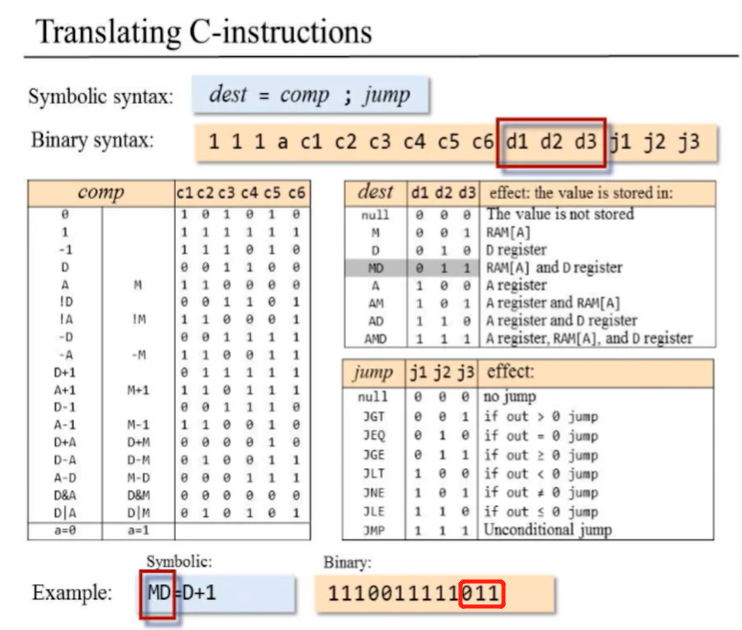 Translating C-instructions
Symbolic syntax: dest = comp ; jump
Binary syntax: 1 1 1 a c1 c2 c3 c4 c5 c6 d1 d2 d3 j1 j2 j3
comp c1 c2 c3 c4 c5 c6
0 1 0 1 0 1 0
1 1 1 1 1 1 1
-1 1 1 1 0 1 0
D 0 0 1 1 0 0
A M 1 1 0 0 0 0
!D 0 0 1 1 0 1
!A !M 1 1 0 0 0 1
-D 0 0 1 1 1 1
-A -M 1 1 0 0 1 1
D+1 0 1 1 1 1 1
A+1 M+1 1 1 0 1 1 1
D-1 0 0 1 1 1 0
A-1 M-1 1 1 0 0 1 0
D+A D+M 0 0 0 0 1 0
D-A D-M 0 1 0 0 1 1
A-D M-D 0 0 0 1 1 1
D&A D&M 0 0 0 0 0 0
D|A D|M 0 1 0 1 0 1
a=0 a=1
dest d1 d2 d3 effect: the value is stored in:
null 0 0 0 The value is not stored
M 0 0 1 RAM[A]
D 0 1 0 D register
MD 0 1 1 RAM[A] and D register
A 1 0 0 A register
AM 1 0 1 A register and RAM[A]
AD 1 1 0 A register and D register
AMD 1 1 1 A register, RAM[A], and D register
jump j1 j2 j3 effect:
null 0 0 0 no jump
JGT 0 0 1 if out > 0 jump
JEQ 0 1 0 if out = 0 jump
JGE 0 1 1 if out ≥ 0 jump
JLT 1 0 0 if out < 0 jump
JNE 1 0 1 if out ≠ 0 jump
JLE 1 1 0 if out ≤ 0 jump
JMP 1 1 1 Unconditional jump
Symbolic: Binary:
Example: MD=D+1 1110011111011